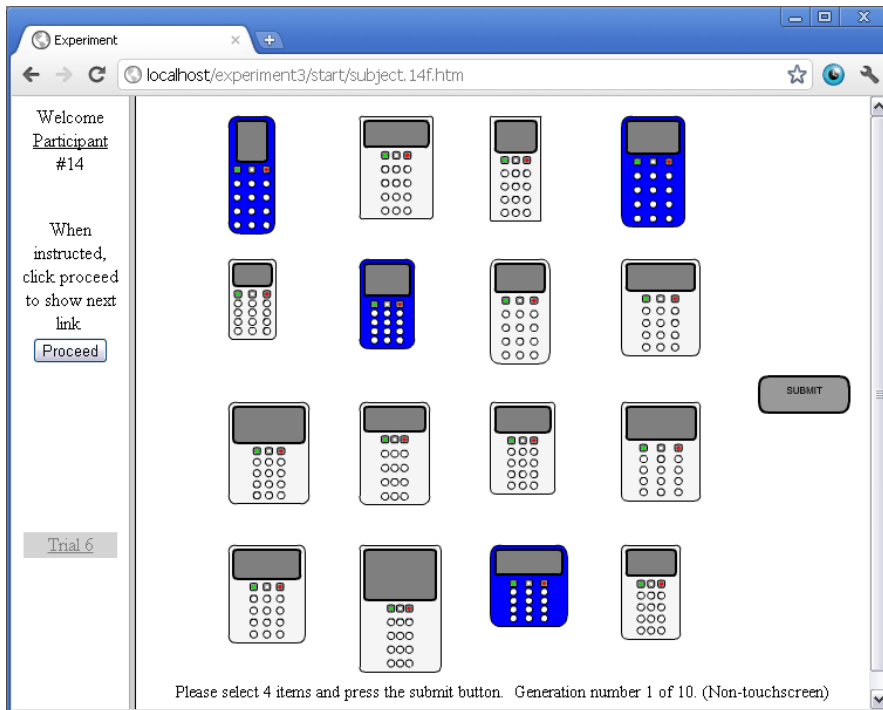 Experiment
localhost/experiment3/start/subject.14f.htm
Welcome
Participant
#14
When
instructed,
click proceed
to show next
link
Proceed
SUBMIT
Trial 6
Please select 4 items and press the submit button. Generation number 1 of 10. (Non-touchscreen)